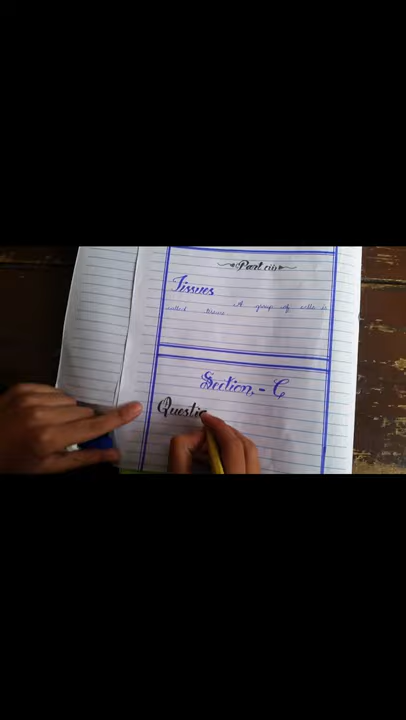 Part (iii)
Tissues
A group of cells is
called tissue
Section - C
Questio